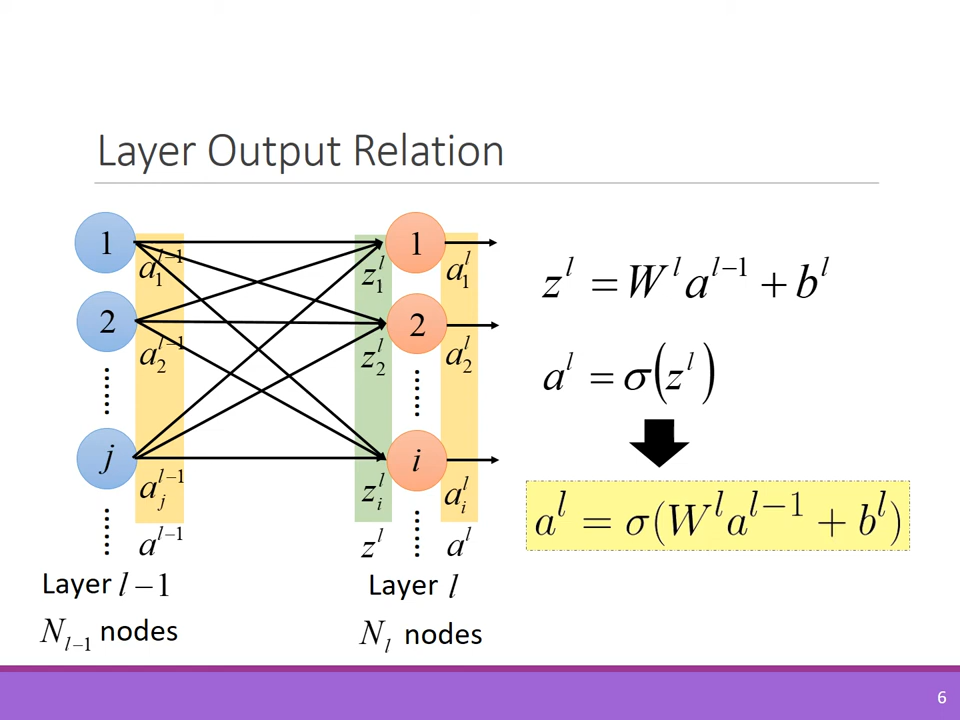 Layer Output Relation
1
a_1^{l-1}
2
a_2^{l-1}
j
a_j^{l-1}
a^{l-1}
Layer l-1
N_{l-1} nodes
1
z_1^l
a_1^l
2
z_2^l
a_2^l
i
z_i^l
a_i^l
z^l
a^l
Layer l
N_l nodes
z^l = W^l a^{l-1} + b^l
a^l = σ(z^l)
a^l = σ(W^l a^{l-1} + b^l)
6